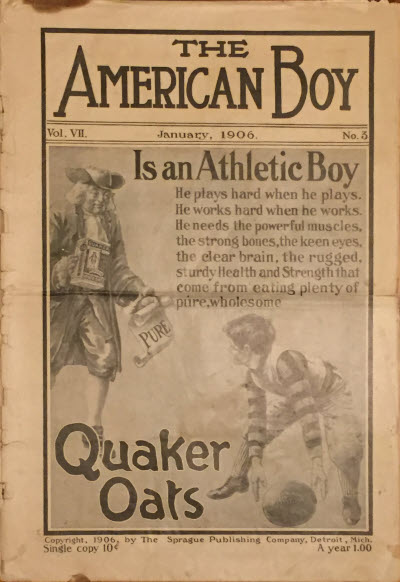 THE
AMERICAN BOY
Vol. VII. January, 1906. No. 3
Is an Athletic Boy
He plays hard when he plays.
He works hard when he works.
He needs the powerful muscles,
the strong bones, the keen eyes,
the clear brain, the rugged,
sturdy Health and Strength that
come from eating plenty of
pure, wholesome
PURE
Quaker
Oats
Copyright, 1906, by The Sprague Publishing Company, Detroit, Mich.
Single copy 10¢ A year 1.00